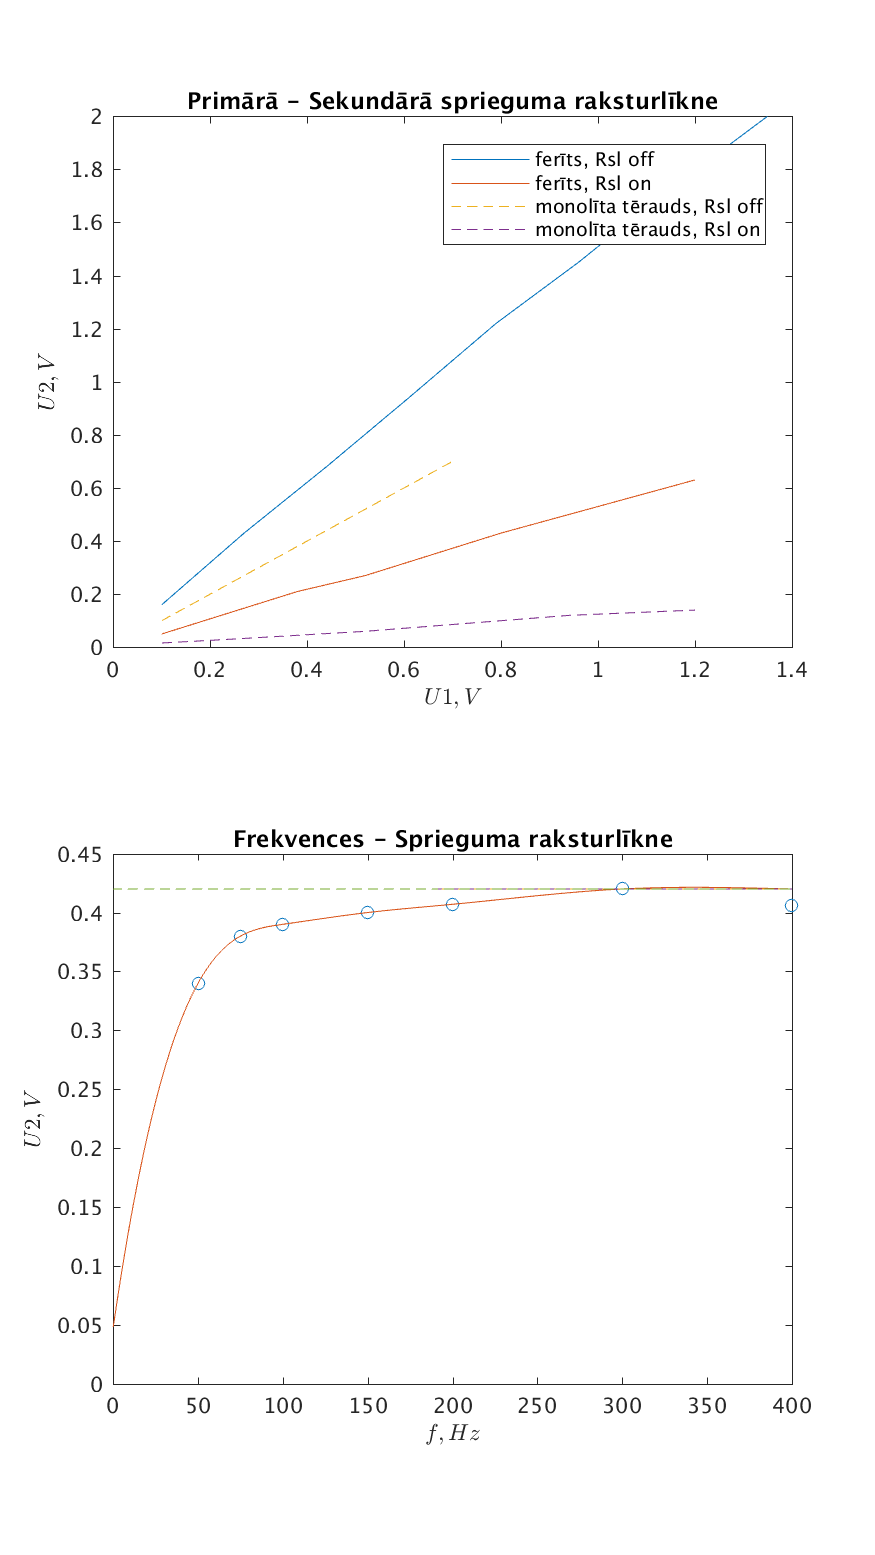 Primārā – Sekundārā sprieguma raksturlīkne
2
1.8
1.6
1.4
1.2
1
0.8
0.6
0.4
0.2
0
U2, V
ferīts, Rsl off
ferīts, Rsl on
monolīta tērauds, Rsl off
monolīta tērauds, Rsl on
0 0.2 0.4 0.6 0.8 1 1.2 1.4
U1, V
Frekvences – Sprieguma raksturlīkne
0.45
0.4
0.35
0.3
0.25
0.2
0.15
0.1
0.05
0
U2, V
0 50 100 150 200 250 300 350 400
f, Hz